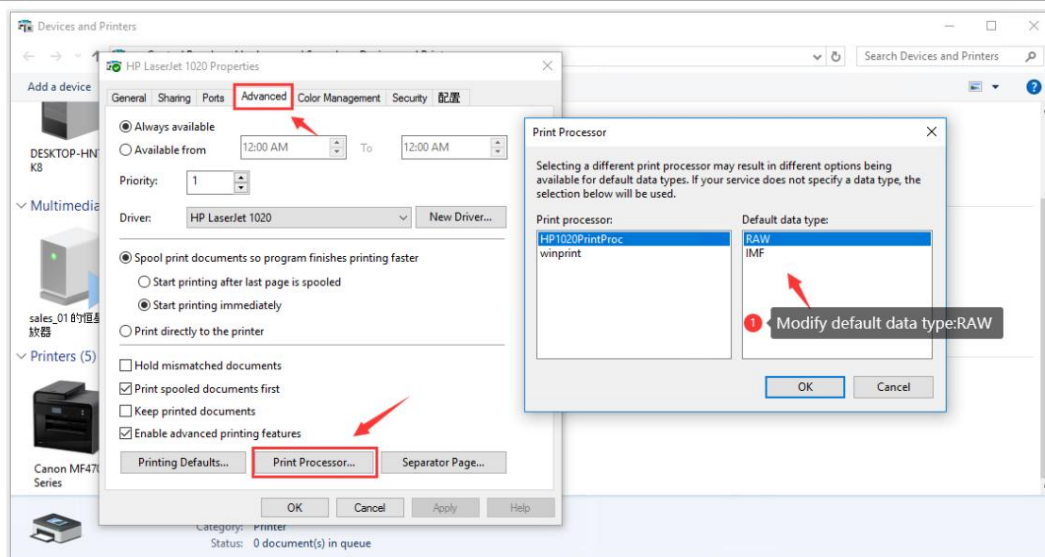 Devices and Printers
Search Devices and Printers
Add a device
DESKTOP-HN
K8
Multimedia
sales_01 的恒星
放器
Printers (5)
Canon MF470
Series
HP LaserJet 1020 Properties
General Sharing Ports Advanced Color Management Security 配置
Always available
Available from 12:00 AM To 12:00 AM
Priority: 1
Driver: HP LaserJet 1020 New Driver...
Spool print documents so program finishes printing faster
Start printing after last page is spooled
Start printing immediately
Print directly to the printer
Hold mismatched documents
Print spooled documents first
Keep printed documents
Enable advanced printing features
Printing Defaults... Print Processor... Separator Page...
OK Cancel Apply Help
Category: Printer
Status: 0 document(s) in queue
Print Processor
Selecting a different print processor may result in different options being
available for default data types. If your service does not specify a data type, the
selection below will be used.
Print processor: Default data type:
HP1020PrintProc RAW
winprint IMF
1 Modify default data type:RAW
OK Cancel